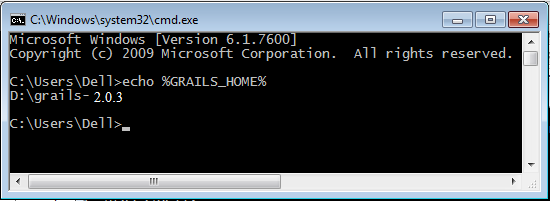 C:\Windows\system32\cmd.exe
Microsoft Windows [Version 6.1.7600]
Copyright (c) 2009 Microsoft Corporation.  All rights reserved.
C:\Users\Dell>echo %GRAILS_HOME%
D:\grails-2.0.3
C:\Users\Dell>_